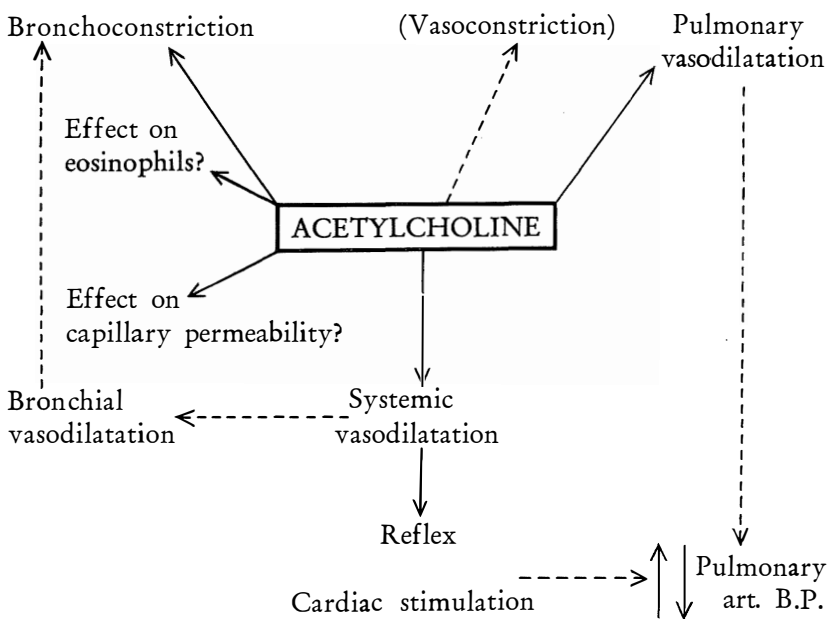 Bronchoconstriction
(Vasoconstriction)
Pulmonary
vasodilatation
Effect on
eosinophils?
ACETYLCHOLINE
Effect on
capillary permeability?
Bronchial
vasodilatation
Systemic
vasodilatation
Reflex
Cardiac stimulation
Pulmonary
art. B.P.